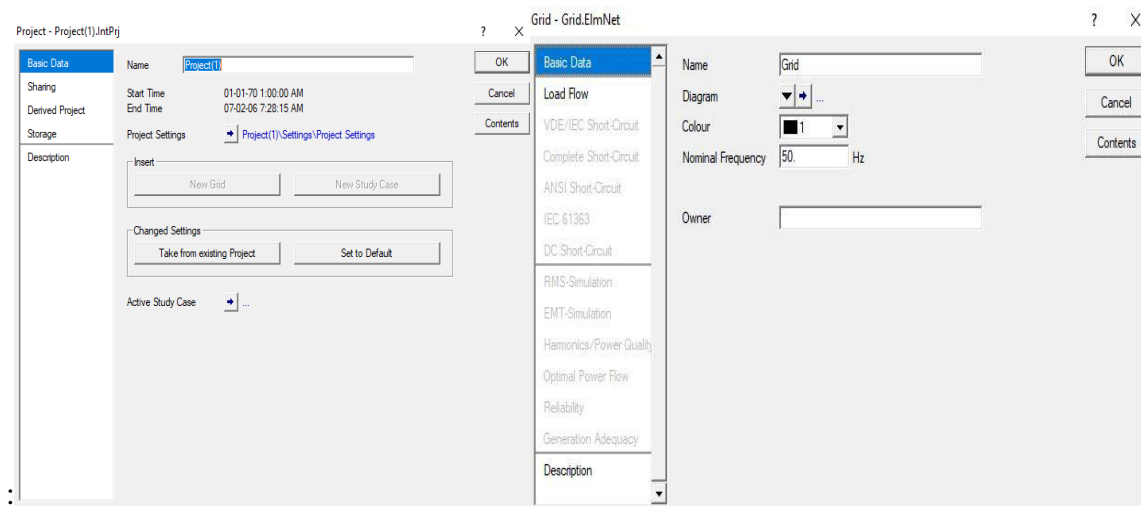 Project - Project(1).IntPrj
? X
Basic Data
Sharing
Derived Project
Storage
Description
Name Project(1)
Start Time 01-01-70 1:00:00 AM
End Time 07-02-06 7:28:15 AM
Project Settings Project(1)\Settings\Project Settings
Insert
New Grid New Study Case
Changed Settings
Take from existing Project Set to Default
Active Study Case ...
OK
Cancel
Contents
Grid - Grid.ElmNet
? X
Basic Data
Load Flow
VDE/IEC Short-Circuit
Complete Short-Circuit
ANSI Short-Circuit
IEC 61363
DC Short-Circuit
RMS-Simulation
EMT-Simulation
Harmonics/Power Quality
Optimal Power Flow
Reliability
Generation Adequacy
Description
Name Grid
Diagram ...
Colour 1
Nominal Frequency 50. Hz
Owner
OK
Cancel
Contents
: